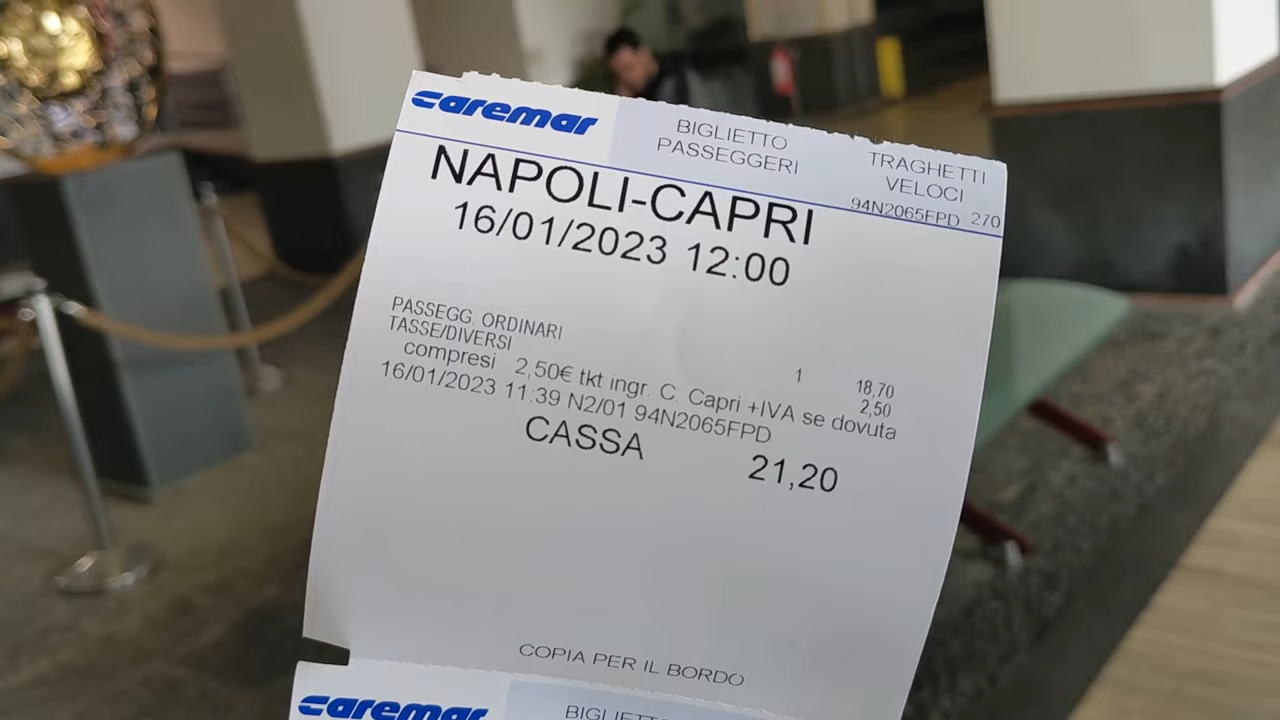 caremar
BIGLIETTO
PASSEGGERI
TRAGHETTI
VELOCI
94N2065FPD 270
NAPOLI-CAPRI
16/01/2023 12:00
PASSEGG ORDINARI 1 18,70
TASSE/DIVERSI 2,50
compresi 2,50€ tkt ingr. C. Capri +IVA se dovuta
16/01/2023 11:39 N2/01 94N2065FPD
CASSA 21,20
COPIA PER IL BORDO
caremar